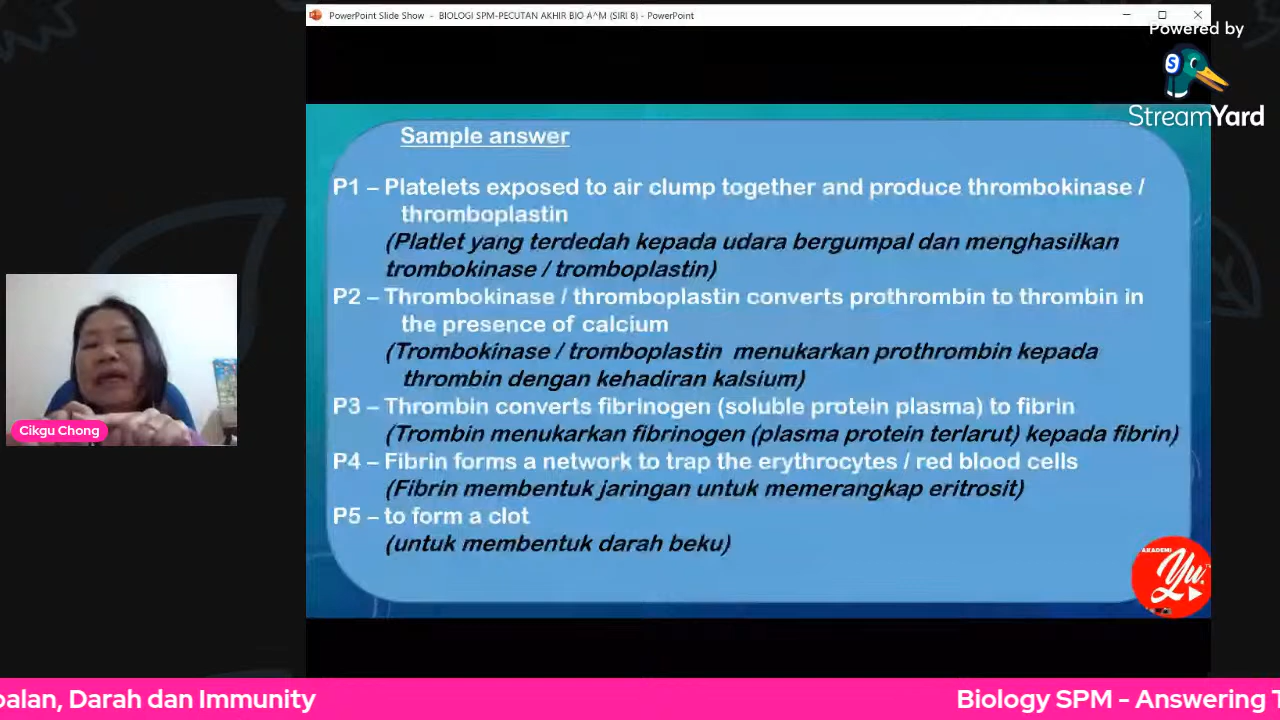 PowerPoint Slide Show - BIOLOGI SPM-PECUTAN AKHIR BIO A^M (SIRI 8) - PowerPoint
Powered by
S
StreamYard
Sample answer
P1 – Platelets exposed to air clump together and produce thrombokinase /
thromboplastin
(Platlet yang terdedah kepada udara bergumpal dan menghasilkan
trombokinase / tromboplastin)
P2 – Thrombokinase / thromboplastin converts prothrombin to thrombin in
the presence of calcium
(Trombokinase / tromboplastin menukarkan prothrombin kepada
thrombin dengan kehadiran kalsium)
P3 – Thrombin converts fibrinogen (soluble protein plasma) to fibrin
(Trombin menukarkan fibrinogen (plasma protein terlarut) kepada fibrin)
P4 – Fibrin forms a network to trap the erythrocytes / red blood cells
(Fibrin membentuk jaringan untuk memerangkap eritrosit)
P5 – to form a clot
(untuk membentuk darah beku)
Cikgu Chong
AKADEMI
Yu
palan, Darah dan Immunity
Biology SPM - Answering T